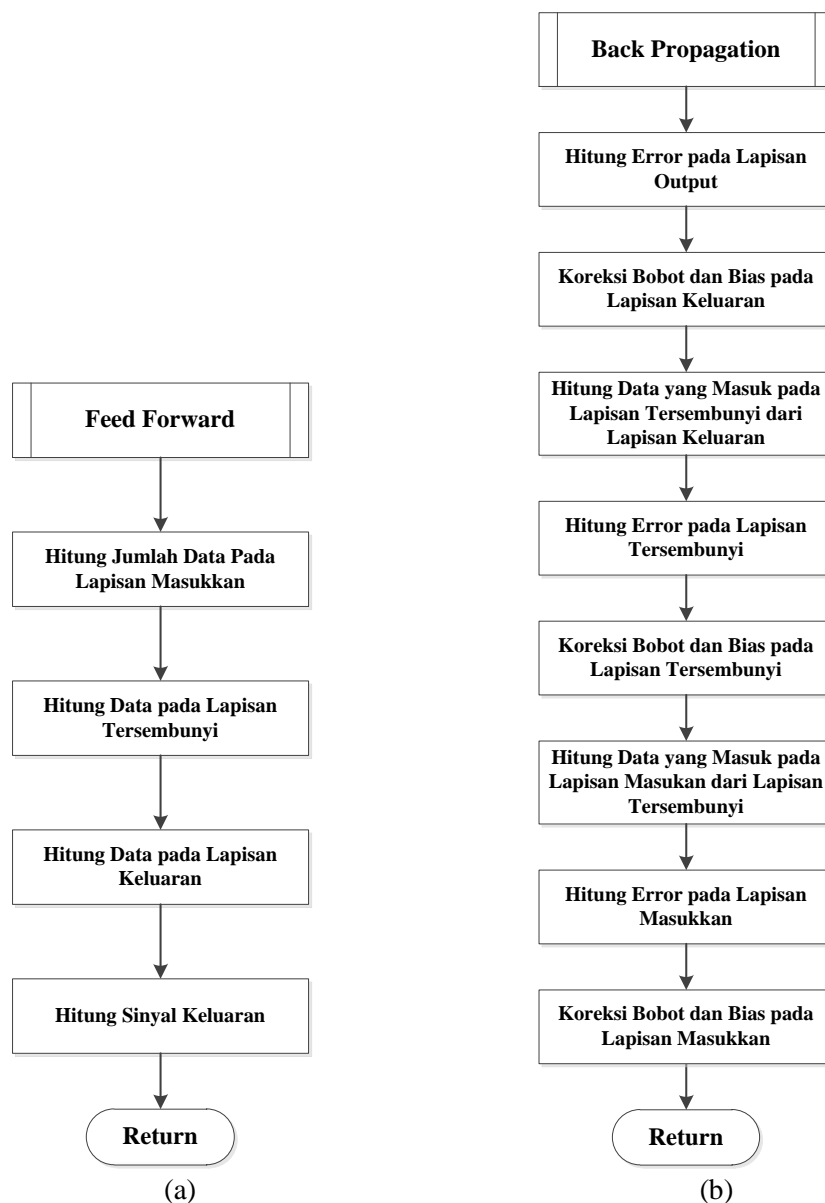 Feed Forward
Hitung Jumlah Data Pada
Lapisan Masukkan
Hitung Data pada Lapisan
Tersembunyi
Hitung Data pada Lapisan
Keluaran
Hitung Sinyal Keluaran
Return
(a)
Back Propagation
Hitung Error pada Lapisan
Output
Koreksi Bobot dan Bias pada
Lapisan Keluaran
Hitung Data yang Masuk pada
Lapisan Tersembunyi dari
Lapisan Keluaran
Hitung Error pada Lapisan
Tersembunyi
Koreksi Bobot dan Bias pada
Lapisan Tersembunyi
Hitung Data yang Masuk pada
Lapisan Masukan dari Lapisan
Tersembunyi
Hitung Error pada Lapisan
Masukkan
Koreksi Bobot dan Bias pada
Lapisan Masukkan
Return
(b)